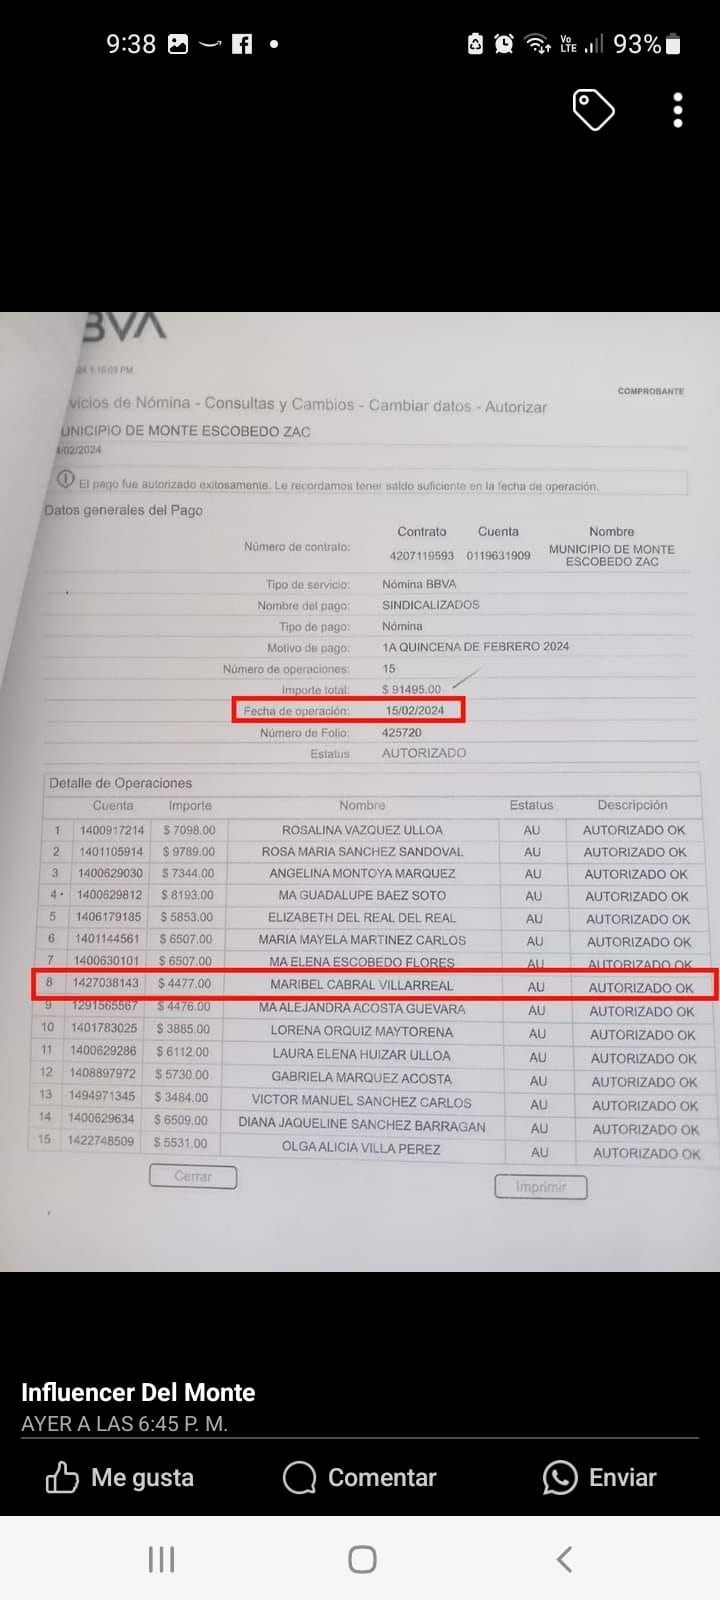 9:38 93%
Vo
LTE
BVA
1:15:03 PM
COMPROBANTE
vicios de Nómina - Consultas y Cambios - Cambiar datos - Autorizar
UNICIPIO DE MONTE ESCOBEDO ZAC
/02/2024
El pago fue autorizado exitosamente. Le recordamos tener saldo suficiente en la fecha de operación.
Datos generales del Pago
Contrato Cuenta Nombre
Número de contrato: 4207119593 0119631909 MUNICIPIO DE MONTE
ESCOBEDO ZAC
Tipo de servicio: Nómina BBVA
Nombre del pago: SINDICALIZADOS
Tipo de pago: Nómina
Motivo de pago: 1A QUINCENA DE FEBRERO 2024
Número de operaciones: 15
Importe total: $ 91495.00
Fecha de operación: 15/02/2024
Número de Folio: 425720
Estatus AUTORIZADO
Detalle de Operaciones
Cuenta Importe Nombre Estatus Descripción
1 1400917214 $ 7098.00 ROSALINA VAZQUEZ ULLOA AU AUTORIZADO OK
2 1401105914 $ 9789.00 ROSA MARIA SANCHEZ SANDOVAL AU AUTORIZADO OK
3 1400629030 $ 7344.00 ANGELINA MONTOYA MARQUEZ AU AUTORIZADO OK
4 1400629812 $ 8193.00 MA GUADALUPE BAEZ SOTO AU AUTORIZADO OK
5 1406179185 $ 5853.00 ELIZABETH DEL REAL DEL REAL AU AUTORIZADO OK
6 1401144561 $ 6507.00 MARIA MAYELA MARTINEZ CARLOS AU AUTORIZADO OK
7 1400630101 $ 6507.00 MA ELENA ESCOBEDO FLORES AU AUTORIZADO OK
8 1427038143 $ 4477.00 MARIBEL CABRAL VILLARREAL AU AUTORIZADO OK
9 1291565567 $ 4476.00 MA ALEJANDRA ACOSTA GUEVARA AU AUTORIZADO OK
10 1401783025 $ 3885.00 LORENA ORQUIZ MAYTORENA AU AUTORIZADO OK
11 1400629286 $ 6112.00 LAURA ELENA HUIZAR ULLOA AU AUTORIZADO OK
12 1408897972 $ 5730.00 GABRIELA MARQUEZ ACOSTA AU AUTORIZADO OK
13 1494971345 $ 3484.00 VICTOR MANUEL SANCHEZ CARLOS AU AUTORIZADO OK
14 1400629634 $ 6509.00 DIANA JAQUELINE SANCHEZ BARRAGAN AU AUTORIZADO OK
15 1422748509 $ 5531.00 OLGA ALICIA VILLA PEREZ AU AUTORIZADO OK
Cerrar Imprimir
Influencer Del Monte
AYER A LAS 6:45 P. M.
Me gusta Comentar Enviar